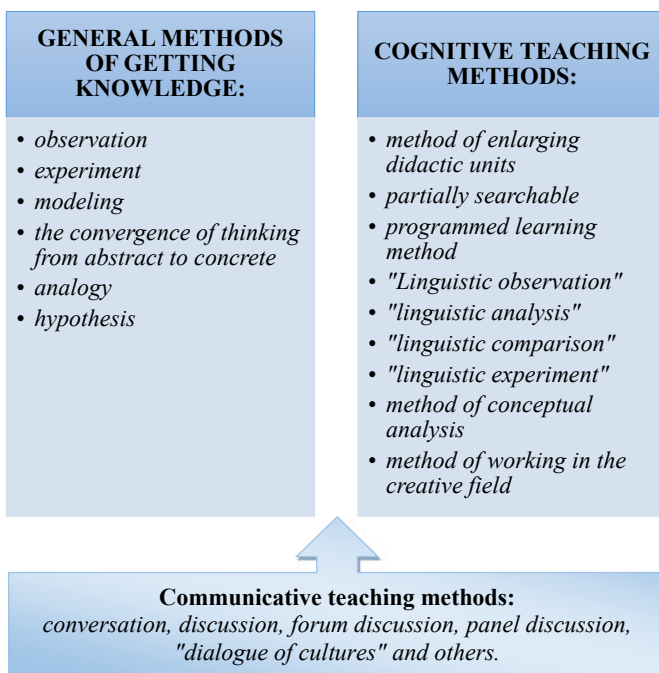 GENERAL METHODS
OF GETTING
KNOWLEDGE:
• observation
• experiment
• modeling
• the convergence of thinking
from abstract to concrete
• analogy
• hypothesis
COGNITIVE TEACHING
METHODS:
• method of enlarging
didactic units
• partially searchable
• programmed learning
method
• "Linguistic observation"
• "linguistic analysis"
• "linguistic comparison"
• "linguistic experiment"
• method of conceptual
analysis
• method of working in the
creative field
Communicative teaching methods:
conversation, discussion, forum discussion, panel discussion,
"dialogue of cultures" and others.